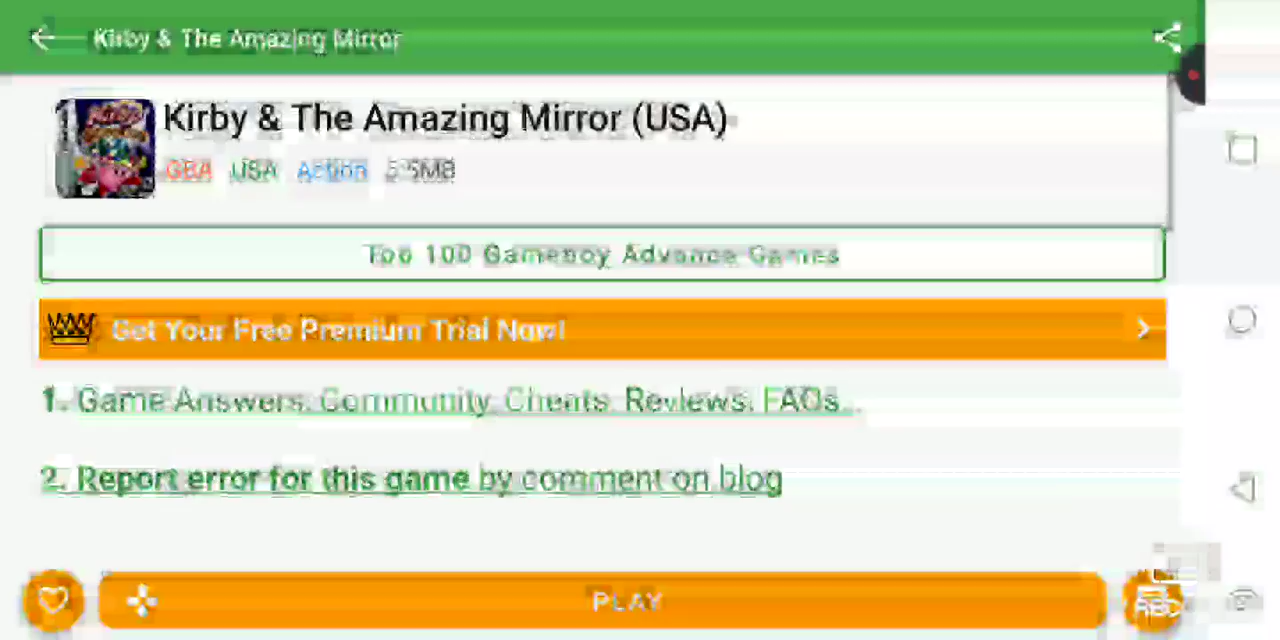 Kirby & The Amazing Mirror
Kirby & The Amazing Mirror (USA)
GBA USA Action
Top 100 Gameboy Advance Games
Get Your Free Premium Trial Now!
1. Game Answers, Community, Cheats, Reviews, FAQs...
2. Report error for this game by comment on blog
PLAY